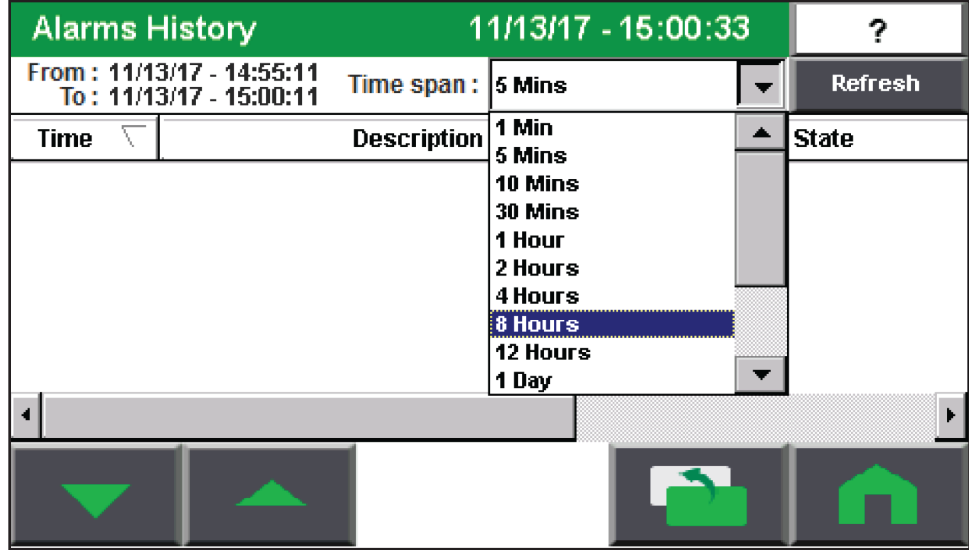 Alarms History 11/13/17 - 15:00:33 ?
From : 11/13/17 - 14:55:11
To : 11/13/17 - 15:00:11
Time span : 5 Mins Refresh
Time Description State
1 Min
5 Mins
10 Mins
30 Mins
1 Hour
2 Hours
4 Hours
8 Hours
12 Hours
1 Day